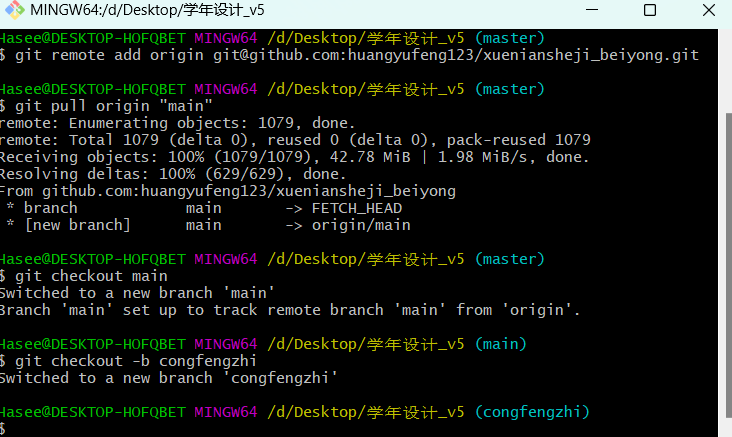 MINGW64:/d/Desktop/学年设计_v5
Hasee@DESKTOP-HOFQBET MINGW64 /d/Desktop/学年设计_v5 (master)
$ git remote add origin git@github.com:huangyufeng123/xueniansheji_beiyong.git
Hasee@DESKTOP-HOFQBET MINGW64 /d/Desktop/学年设计_v5 (master)
$ git pull origin "main"
remote: Enumerating objects: 1079, done.
remote: Total 1079 (delta 0), reused 0 (delta 0), pack-reused 1079
Receiving objects: 100% (1079/1079), 42.78 MiB | 1.98 MiB/s, done.
Resolving deltas: 100% (629/629), done.
From github.com:huangyufeng123/xueniansheji_beiyong
 * branch            main       -> FETCH_HEAD
 * [new branch]      main       -> origin/main
Hasee@DESKTOP-HOFQBET MINGW64 /d/Desktop/学年设计_v5 (master)
$ git checkout main
Switched to a new branch 'main'
Branch 'main' set up to track remote branch 'main' from 'origin'.
Hasee@DESKTOP-HOFQBET MINGW64 /d/Desktop/学年设计_v5 (main)
$ git checkout -b congfengzhi
Switched to a new branch 'congfengzhi'
Hasee@DESKTOP-HOFQBET MINGW64 /d/Desktop/学年设计_v5 (congfengzhi)
$